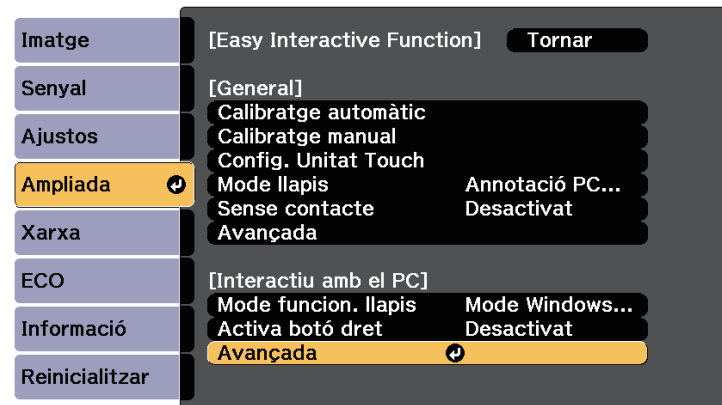 Imatge
Senyal
Ajustos
Ampliada
Xarxa
ECO
Informació
Reinicialitzar
[Easy Interactive Function] Tornar
[General]
Calibratge automàtic
Calibratge manual
Config. Unitat Touch
Mode llapis Annotació PC...
Sense contacte Desactivat
Avançada
[Interactiu amb el PC]
Mode funcion. llapis Mode Windows...
Activa botó dret Desactivat
Avançada